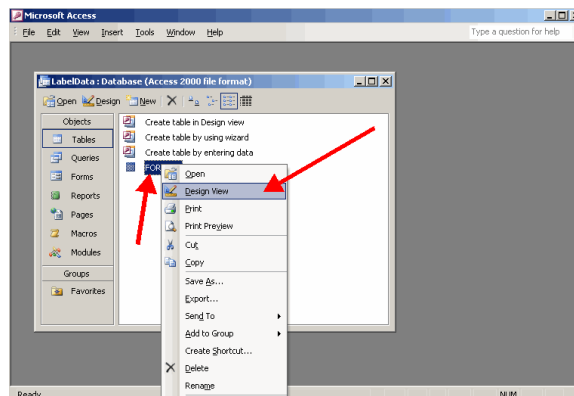 Microsoft Access
File Edit View Insert Tools Window Help
Type a question for help
LabelData : Database (Access 2000 file format)
Open Design New
Objects
Tables
Queries
Forms
Reports
Pages
Macros
Modules
Groups
Favorites
Create table in Design view
Create table by using wizard
Create table by entering data
Open
Design View
Print
Print Preview
Cut
Copy
Save As...
Export...
Send To
Add to Group
Create Shortcut...
Delete
Rename
Ready
NUM